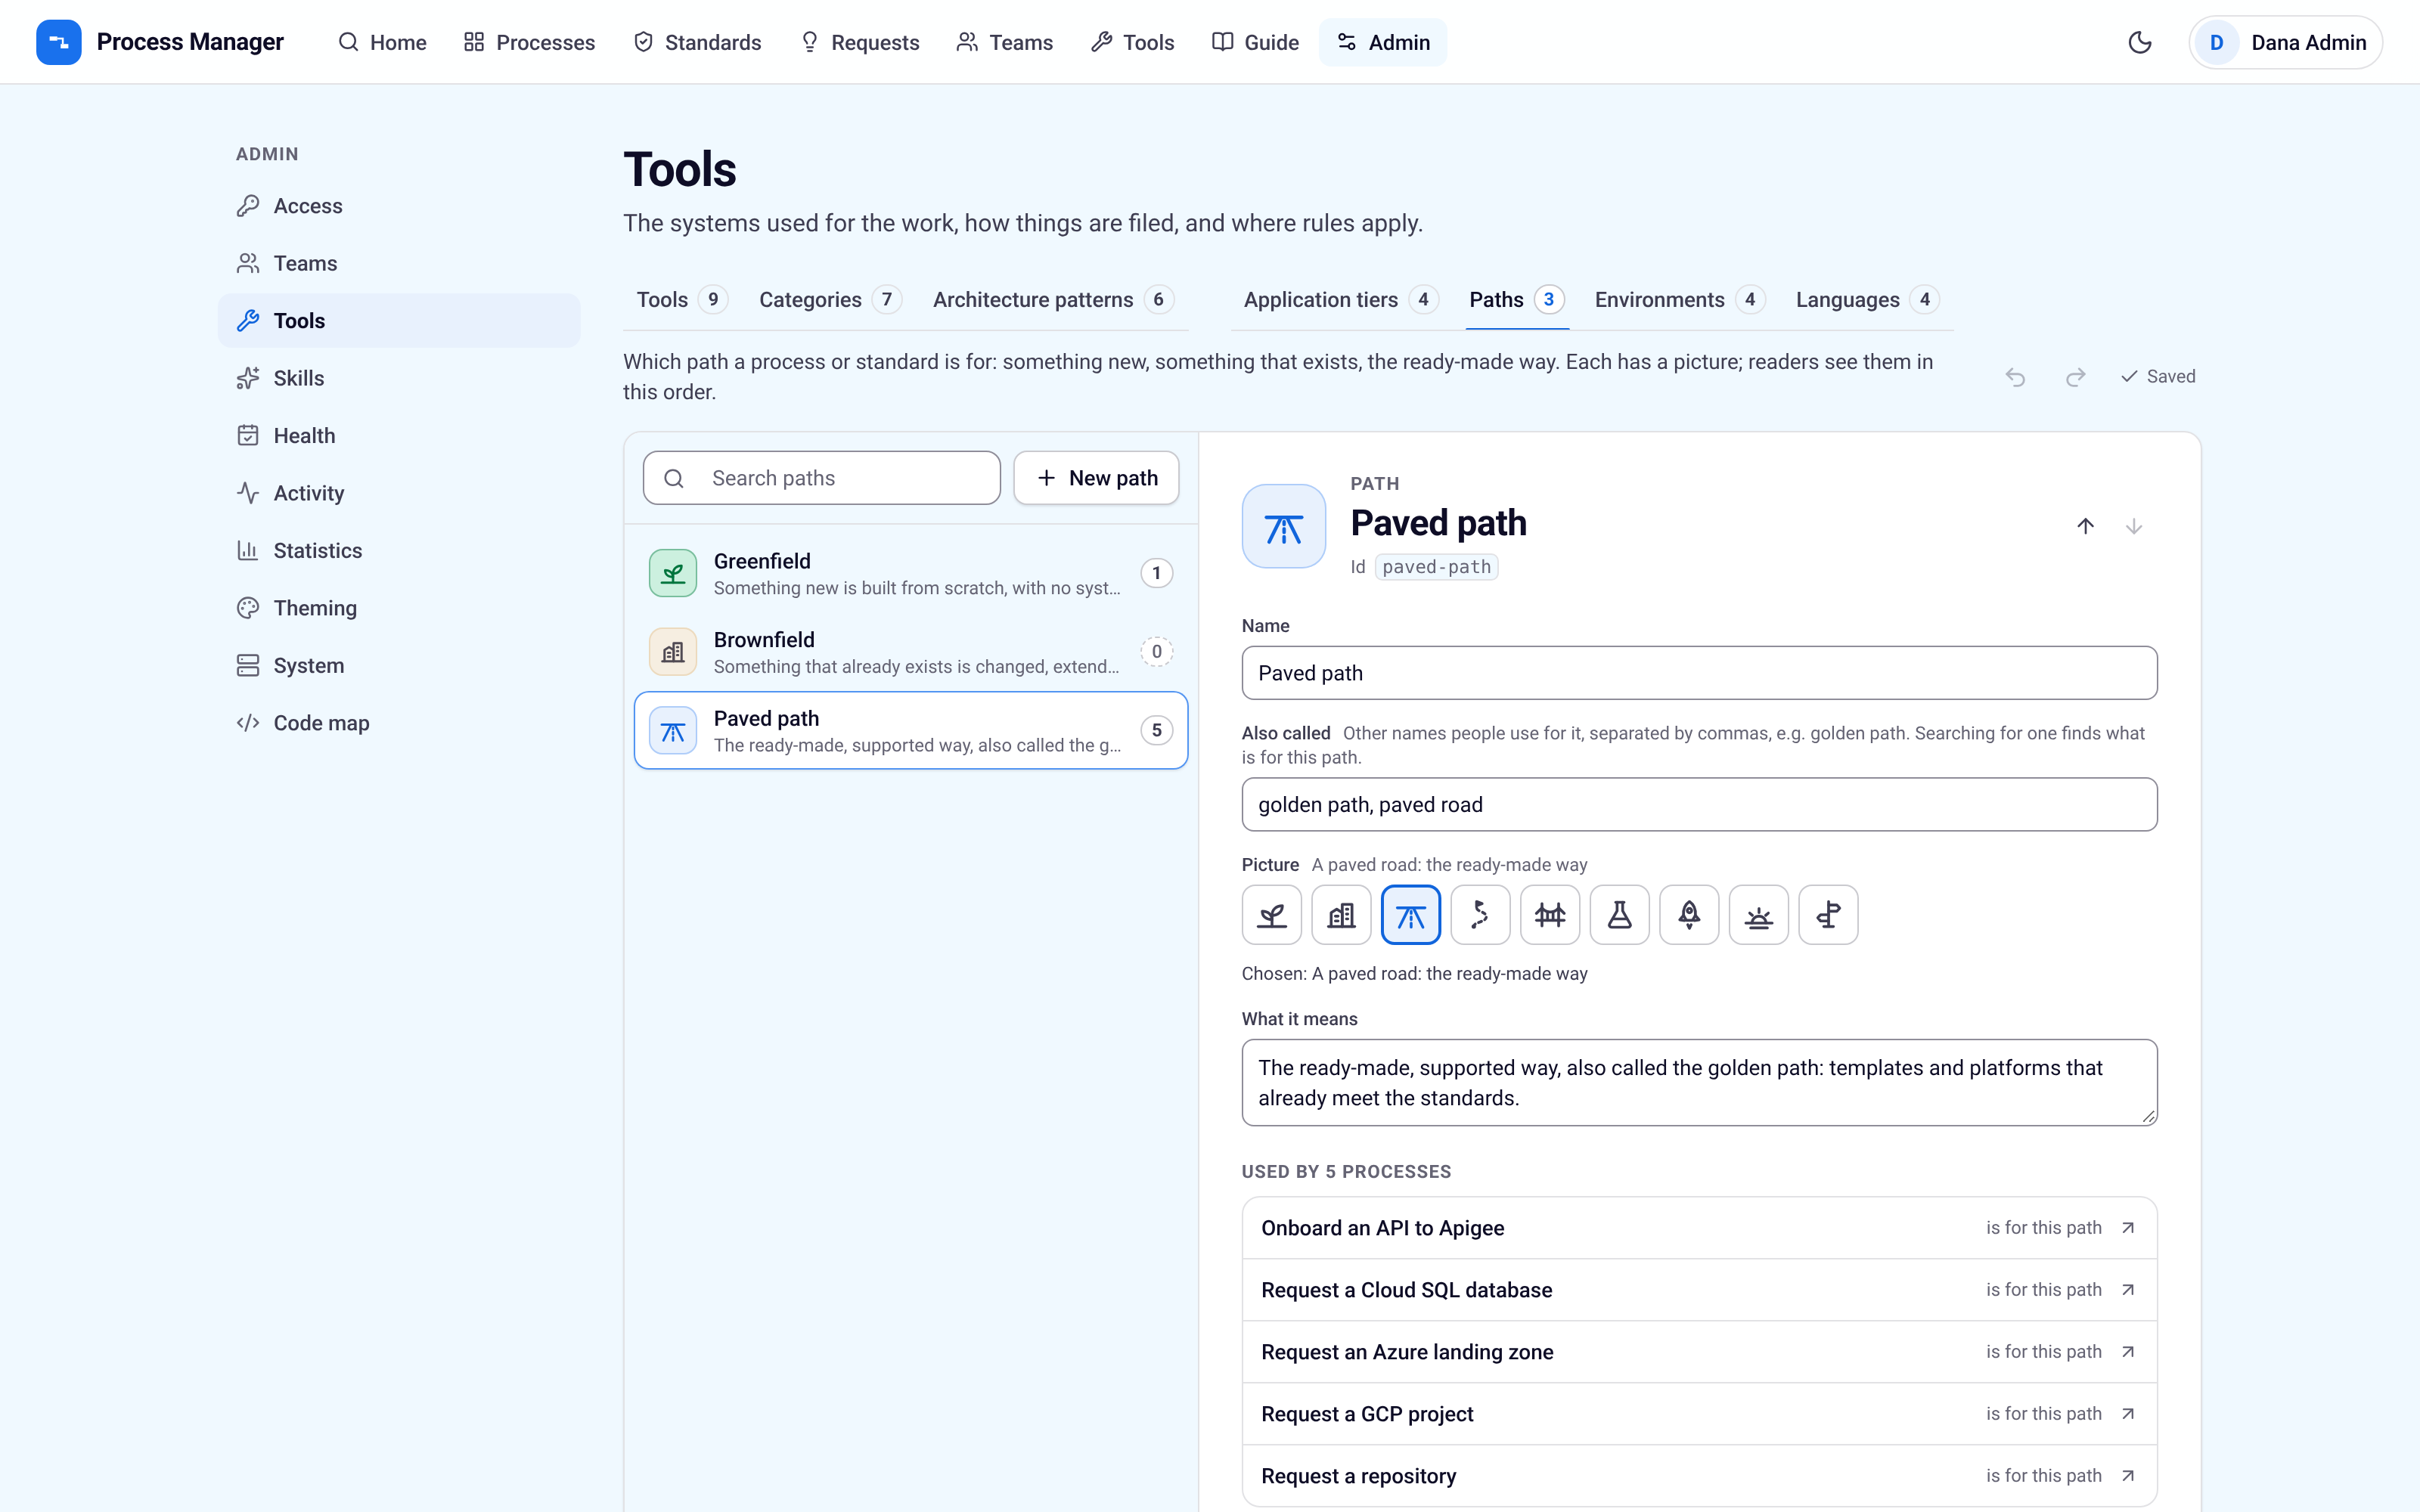 Process Manager
Home
Processes
Standards
Requests
Teams
Tools
Guide
Admin
D
Dana Admin
ADMIN
Access
Teams
Tools
Skills
Health
Activity
Statistics
Theming
System
Code map
Tools
The systems used for the work, how things are filed, and where rules apply.
Tools 9
Categories 7
Architecture patterns 6
Application tiers 4
Paths 3
Environments 4
Languages 4
Which path a process or standard is for: something new, something that exists, the ready-made way. Each has a picture; readers see them in
this order.
Saved
Search paths
New path
Greenfield
Something new is built from scratch, with no syst...
1
Brownfield
Something that already exists is changed, extend...
0
Paved path
The ready-made, supported way, also called the g...
5
PATH
Paved path
Id paved-path
Name
Paved path
Also called Other names people use for it, separated by commas, e.g. golden path. Searching for one finds what
is for this path.
golden path, paved road
Picture A paved road: the ready-made way
Chosen: A paved road: the ready-made way
What it means
The ready-made, supported way, also called the golden path: templates and platforms that
already meet the standards.
USED BY 5 PROCESSES
Onboard an API to Apigee is for this path
Request a Cloud SQL database is for this path
Request an Azure landing zone is for this path
Request a GCP project is for this path
Request a repository is for this path